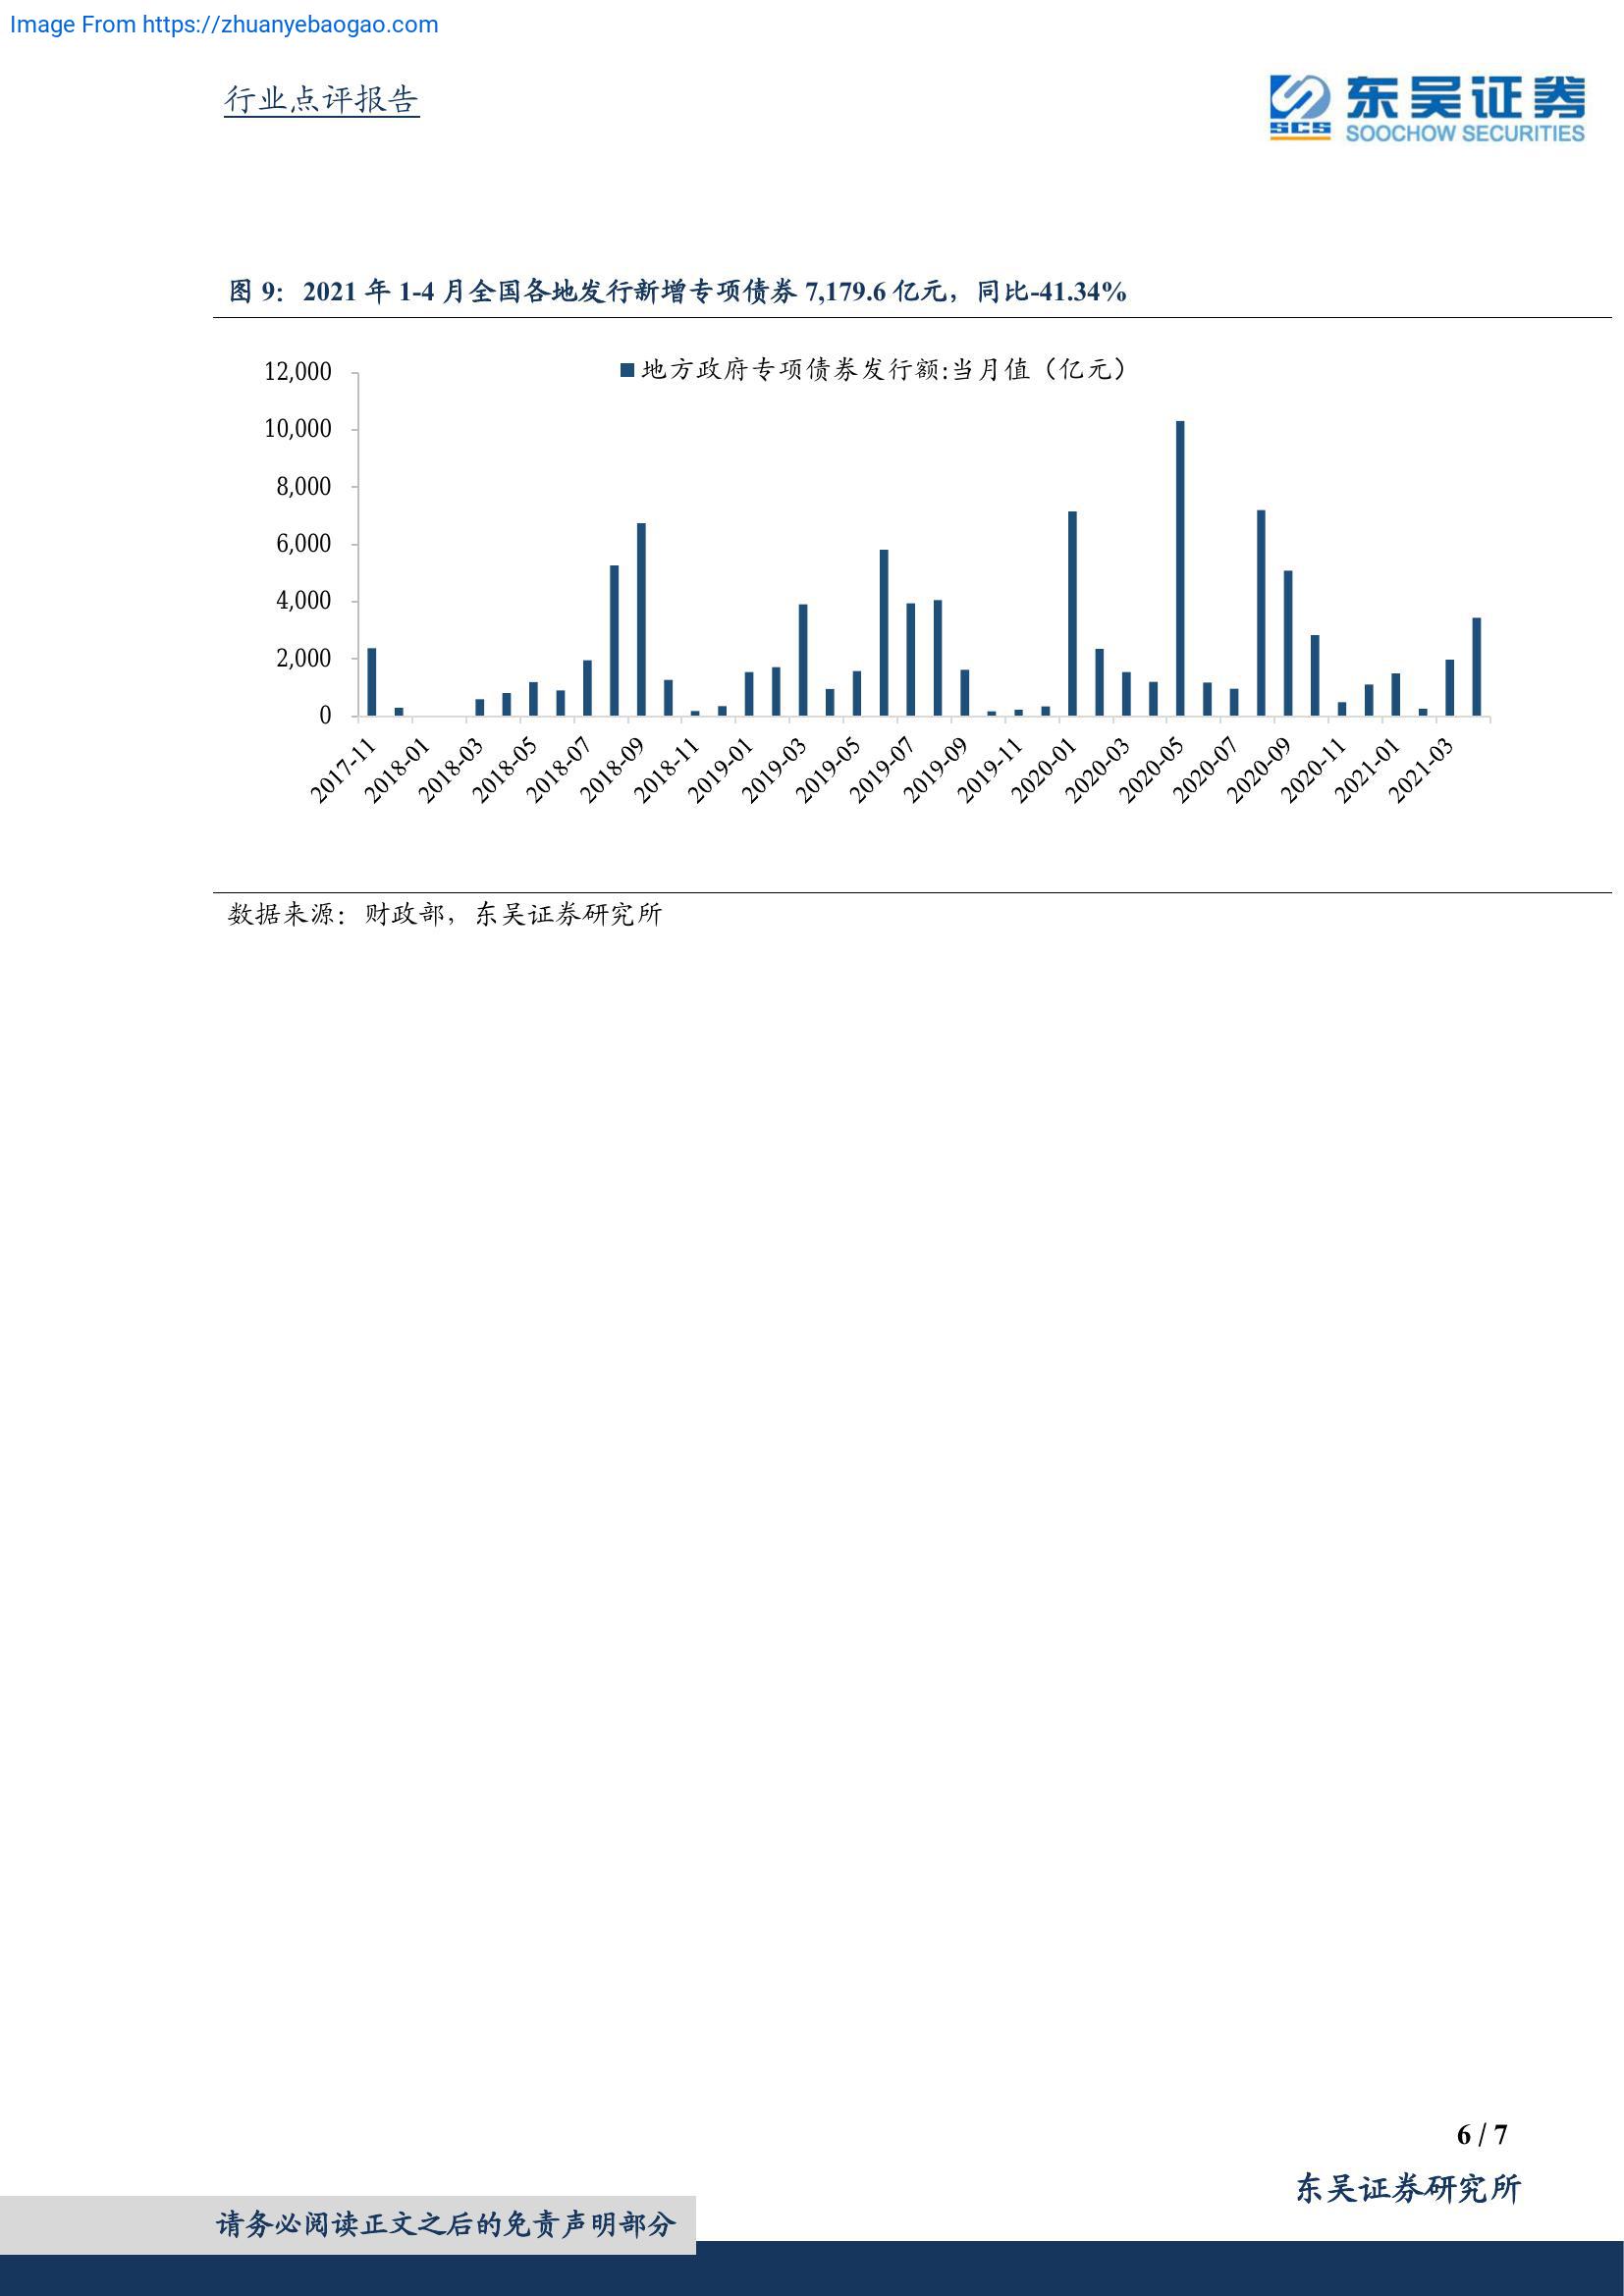 Image From https://zhuanyebaogao.com
行业点评报告
SCS
东吴证券
SOOCHOW SECURITIES
图 9： 2021 年 1-4 月全国各地发行新增专项债券 7,179.6 亿元，同比-41.34%
地方政府专项债券发行额:当月值（亿元）
12,000
10,000
8,000
6,000
4,000
2,000
0
2017-11
2018-01
2018-03
2018-05
2018-07
2018-09
2018-11
2019-01
2019-03
2019-05
2019-07
2019-09
2019-11
2020-01
2020-03
2020-05
2020-07
2020-09
2020-11
2021-01
2021-03
数据来源：财政部，东吴证券研究所
6 / 7
东吴证券研究所
请务必阅读正文之后的免责声明部分